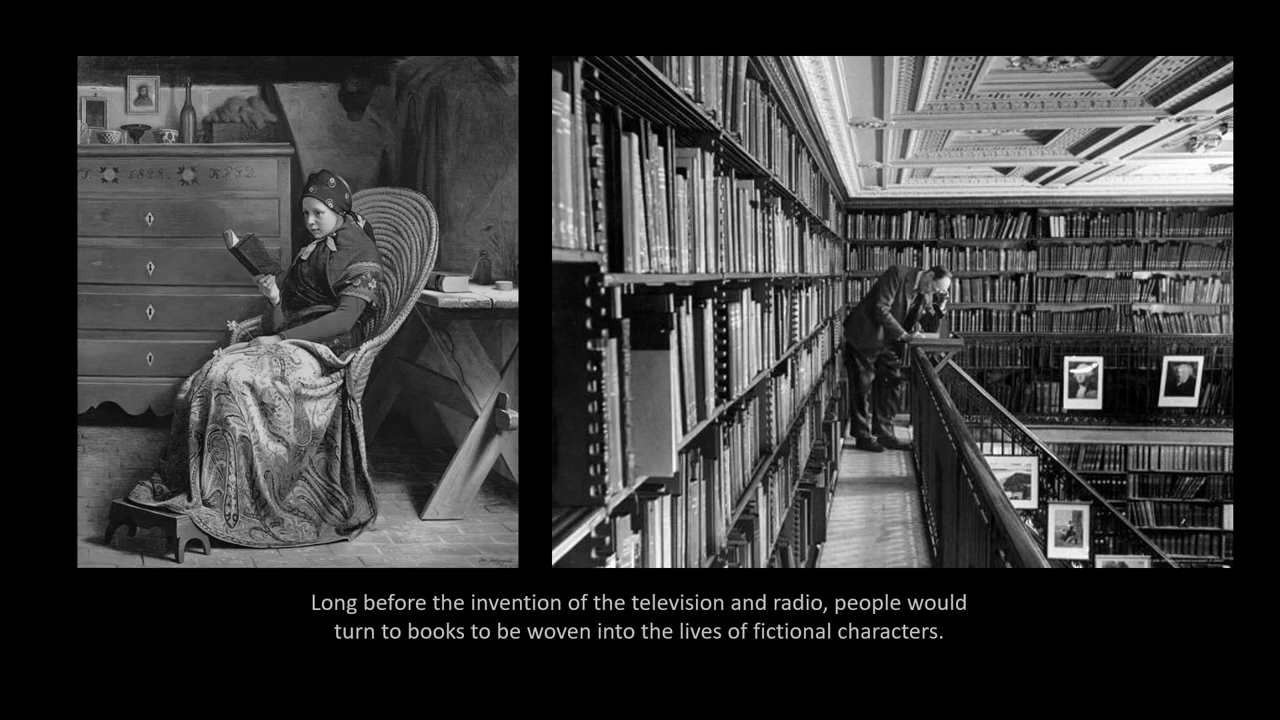 1828.
Long before the invention of the television and radio, people would
turn to books to be woven into the lives of fictional characters.